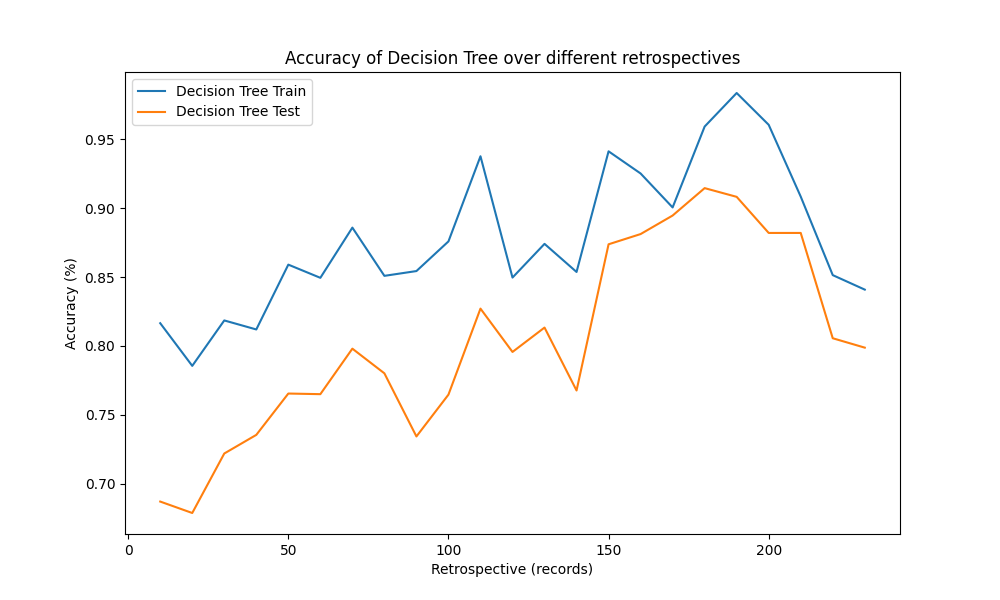 Accuracy of Decision Tree over different retrospectives
Decision Tree Train
Decision Tree Test
Accuracy (%)
0.95
0.90
0.85
0.80
0.75
0.70
0
50
100
150
200
Retrospective (records)